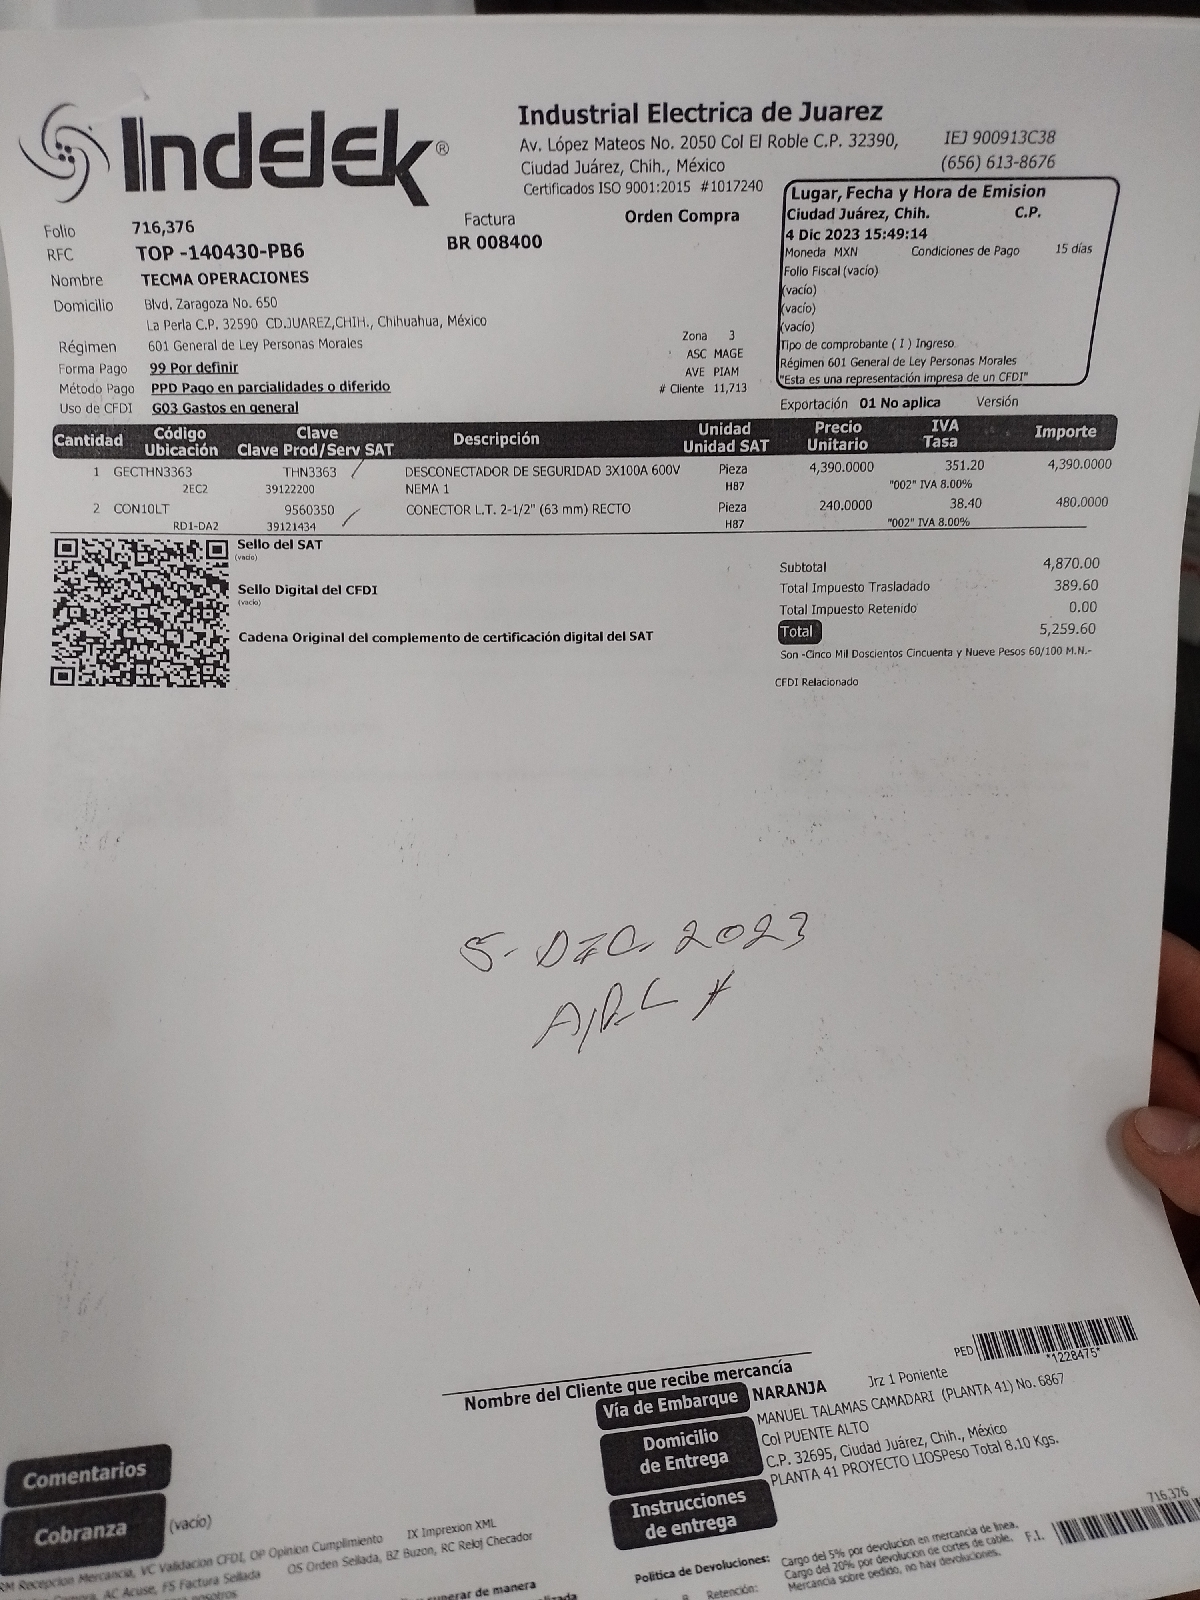 Indelek®
Industrial Electrica de Juarez
Av. López Mateos No. 2050 Col El Roble C.P. 32390,
Ciudad Juárez, Chih., México
Certificados ISO 9001:2015 #1017240
IEJ 900913C38
(656) 613-8676
Folio 716,376
RFC TOP -140430-PB6
Nombre TECMA OPERACIONES
Domicilio Blvd. Zaragoza No. 650
La Perla C.P. 32590 CD.JUAREZ,CHIH., Chihuahua, México
Régimen 601 General de Ley Personas Morales
Forma Pago 99 Por definir
Método Pago PPD Pago en parcialidades o diferido
Uso de CFDI G03 Gastos en general
Factura
BR 008400
Orden Compra
Zona 3
ASC MAGE
AVE PIAM
# Cliente 11,713
Lugar, Fecha y Hora de Emision
Ciudad Juárez, Chih. C.P.
4 Dic 2023 15:49:14
Moneda MXN Condiciones de Pago 15 días
Folio Fiscal (vacío)
(vacío)
(vacío)
(vacío)
Tipo de comprobante ( I ) Ingreso
Régimen 601 General de Ley Personas Morales
"Esta es una representación impresa de un CFDI"
Exportación 01 No aplica Versión
Cantidad Código Ubicación Clave Clave Prod/Serv SAT Descripción Unidad Unidad SAT Precio Unitario IVA Tasa Importe
1 GECTHN3363 THN3363 DESCONECTADOR DE SEGURIDAD 3X100A 600V Pieza 4,390.0000 351.20 4,390.0000
2EC2 39122200 NEMA 1 H87 "002" IVA 8.00%
2 CON10LT 9560350 CONECTOR L.T. 2-1/2" (63 mm) RECTO Pieza 240.0000 38.40 480.0000
RD1-DA2 39121434 H87 "002" IVA 8.00%
Sello del SAT
(vacío)
Sello Digital del CFDI
(vacío)
Cadena Original del complemento de certificación digital del SAT
Subtotal 4,870.00
Total Impuesto Trasladado 389.60
Total Impuesto Retenido 0.00
Total 5,259.60
Son -Cinco Mil Doscientos Cincuenta y Nueve Pesos 60/100 M.N.-
CFDI Relacionado
5- DIC. 2023
PED *1228475*
Nombre del Cliente que recibe mercancía
Vía de Embarque NARANJA Jrz 1 Poniente
Domicilio de Entrega MANUEL TALAMAS CAMADARI (PLANTA 41) No. 6867
Col PUENTE ALTO
C.P. 32695, Ciudad Juárez, Chih., México
Instrucciones de entrega PLANTA 41 PROYECTO LIOSPeso Total 8.10 Kgs.
Comentarios
Cobranza (vacío)
RM Recepcion Mercancia, VC Validacion CFDI, OP Opinion Cumplimiento IX Imprexion XML
AC Acuse, FS Factura Sellada OS Orden Sellada, BZ Buzon, RC Reloj Checador
Politica de Devoluciones: Cargo del 5% por devolucion en mercancia de linea.
Cargo del 20% por devolucion de cortes de cable.
Mercancia sobre pedido, no hay devoluciones.
Retención:
F.I. 716,376
de manera